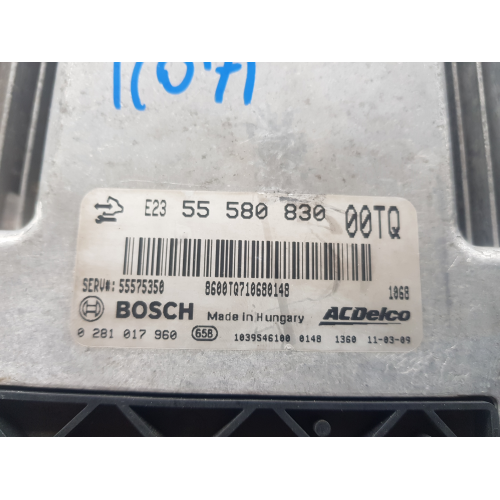 E23 55 580 830 00TQ
SERV#: 55575350 8600TQ710680148 1068
BOSCH Made in Hungary ACDelco
0 281 017 960 658 1039S46100 0148 1360 11-03-09